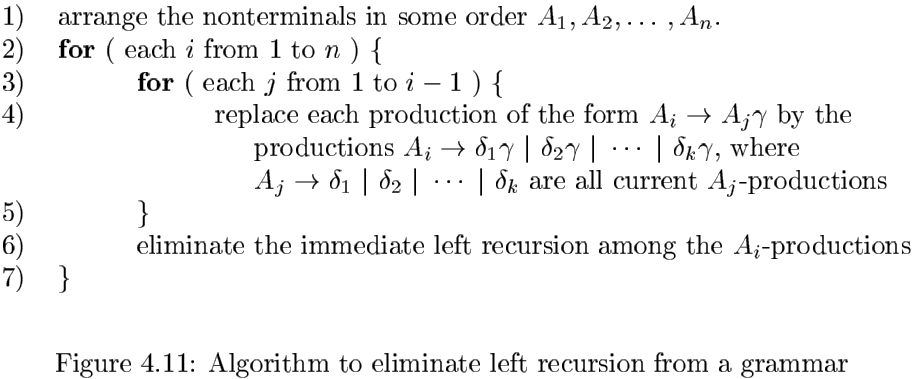 1) arrange the nonterminals in some order A₁, A₂, … , Aₙ.
2) for ( each i from 1 to n ) {
3) for ( each j from 1 to i − 1 ) {
4) replace each production of the form Aᵢ → Aⱼγ by the
productions Aᵢ → δ₁γ | δ₂γ | ⋯ | δₖγ, where
Aⱼ → δ₁ | δ₂ | ⋯ | δₖ are all current Aⱼ-productions
5) }
6) eliminate the immediate left recursion among the Aᵢ-productions
7) }
Figure 4.11: Algorithm to eliminate left recursion from a grammar